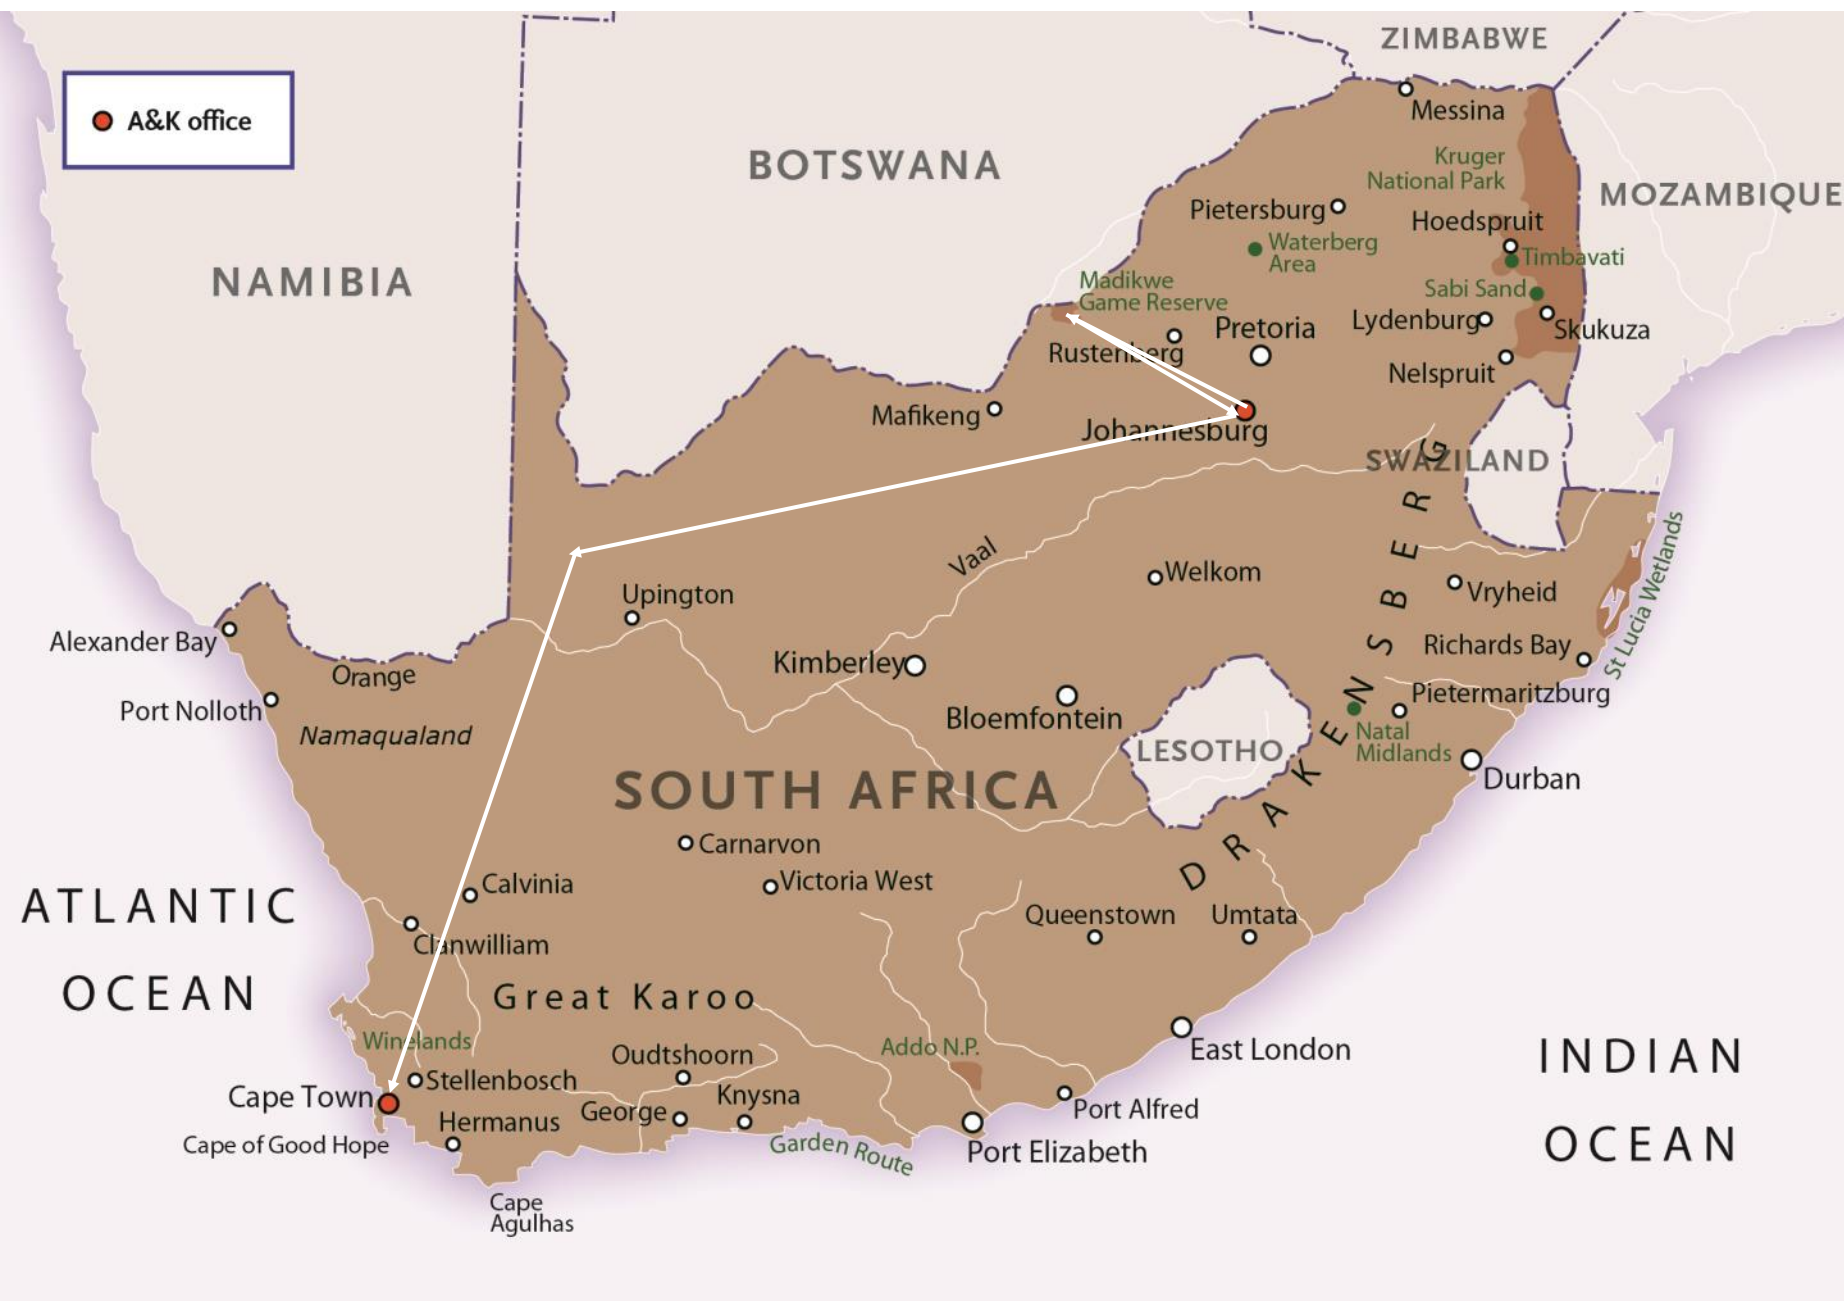 ZIMBABWE
A&K office
Messina
BOTSWANA
Kruger
National Park
MOZAMBIQUE
Pietersburg
Hoedspruit
Waterberg
Area
Timbavati
NAMIBIA
Madikwe
Game Reserve
Sabi Sand
Lydenburg
Skukuza
Pretoria
Rustenberg
Nelspruit
Mafikeng
Johannesburg
SWAZILAND
DRAKENSBERG
St Lucia Wetlands
Vaal
Welkom
Vryheid
Upington
Alexander Bay
Richards Bay
Kimberley
Orange
Pietermaritzburg
Port Nolloth
Bloemfontein
Namaqualand
Natal
Midlands
LESOTHO
Durban
SOUTH AFRICA
Carnarvon
Calvinia
Victoria West
ATLANTIC
OCEAN
Queenstown
Umtata
Clanwilliam
Great Karoo
Winelands
Oudtshoorn
Addo N.P.
East London
INDIAN
OCEAN
Stellenbosch
Cape Town
Knysna
George
Port Alfred
Hermanus
Cape of Good Hope
Garden Route
Port Elizabeth
Cape
Agulhas